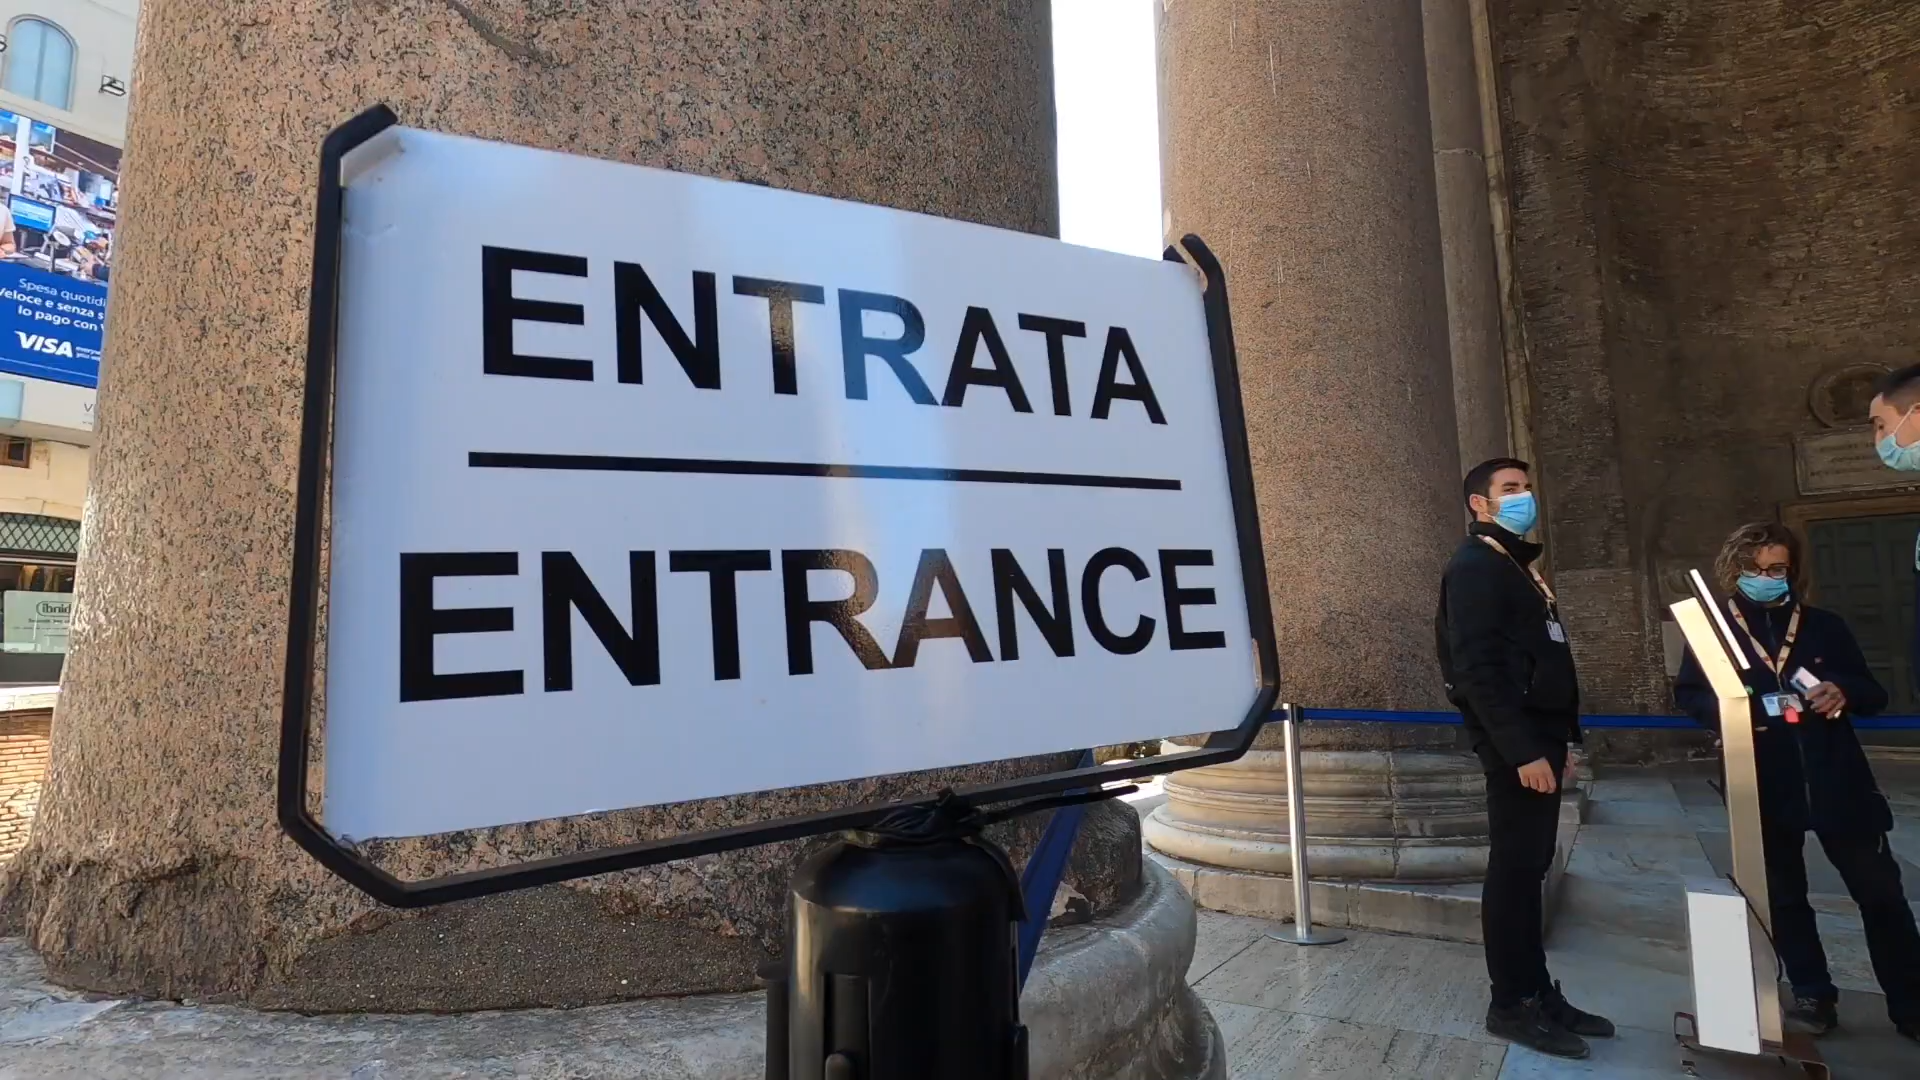 ENTRATA
ENTRANCE
Spesa quotidi
Veloce e senza s
lo pago con
VISA